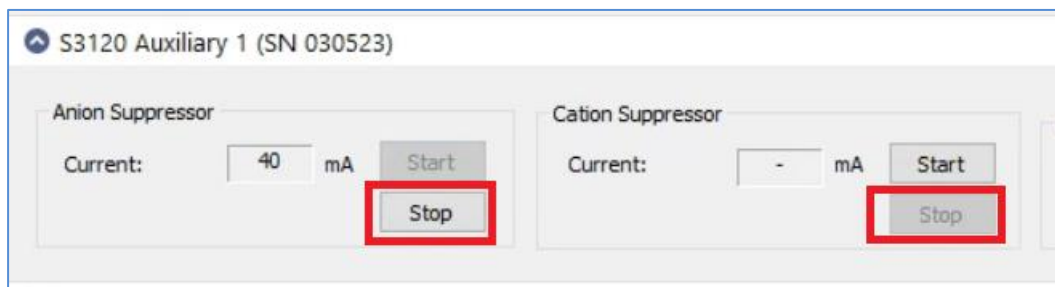 S3120 Auxiliary 1 (SN 030523)
Anion Suppressor
Current: 40 mA Start
Stop
Cation Suppressor
Current: - mA Start
Stop